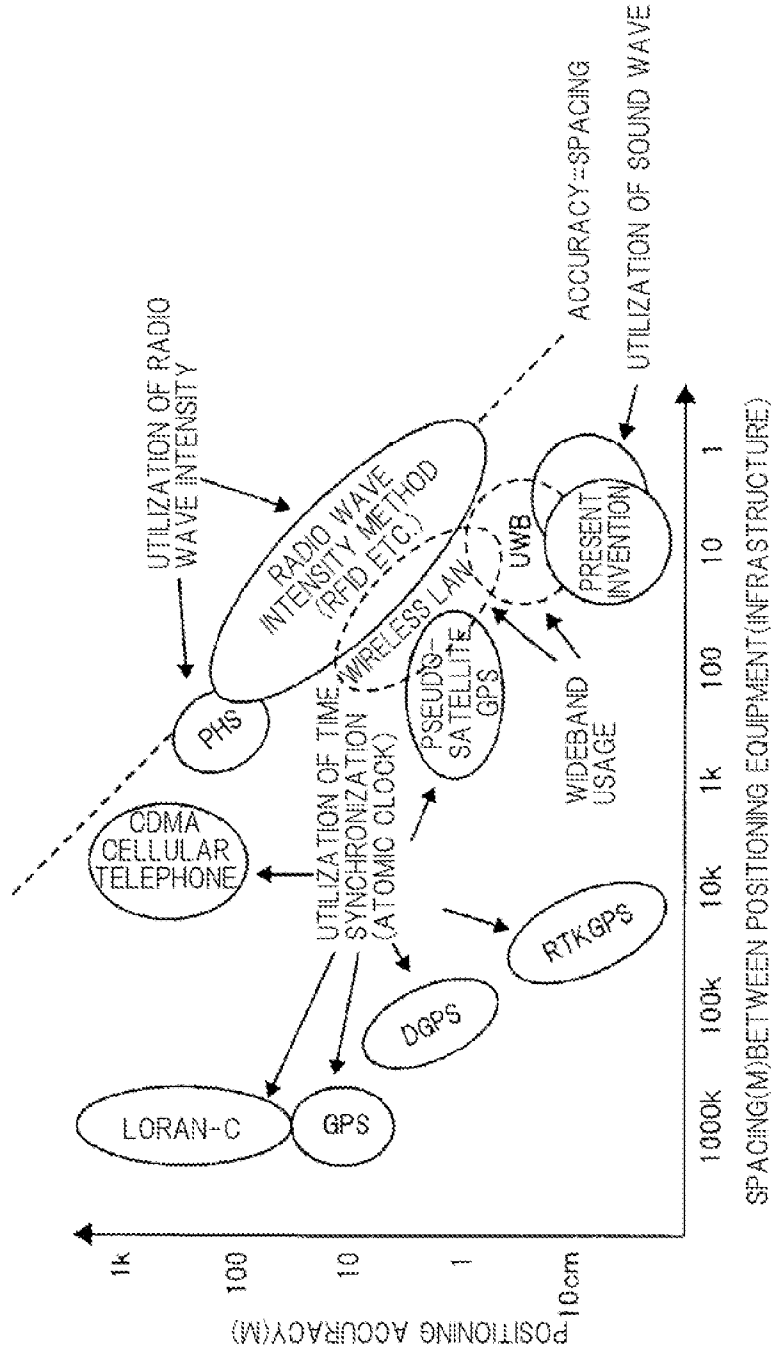 UTILIZATION OF RADIO
WAVE INTENSITY
PHS
RADIO WAVE
INTENSITY METHOD
(RFID ETC.)
ACCURACY=SPACING
CDMA
CELLULAR
TELEPHONE
UTILIZATION OF TIME
SYNCHRONIZATION
(ATOMIC CLOCK)
WIRELESS LAN
LORAN-C
GPS
DGPS
RTKGPS
PSEUDO-
SATELLITE
GPS
UWB
WIDEBAND
USAGE
PRESENT
INVENTION
UTILIZATION OF SOUND WAVE
POSITIONING ACCURACY(M)
1k
100
10
1
10cm
1000k
100k
10k
1k
100
10
1
SPACING(M)BETWEEN POSITIONING EQUIPMENT(INFRASTRUCTURE)